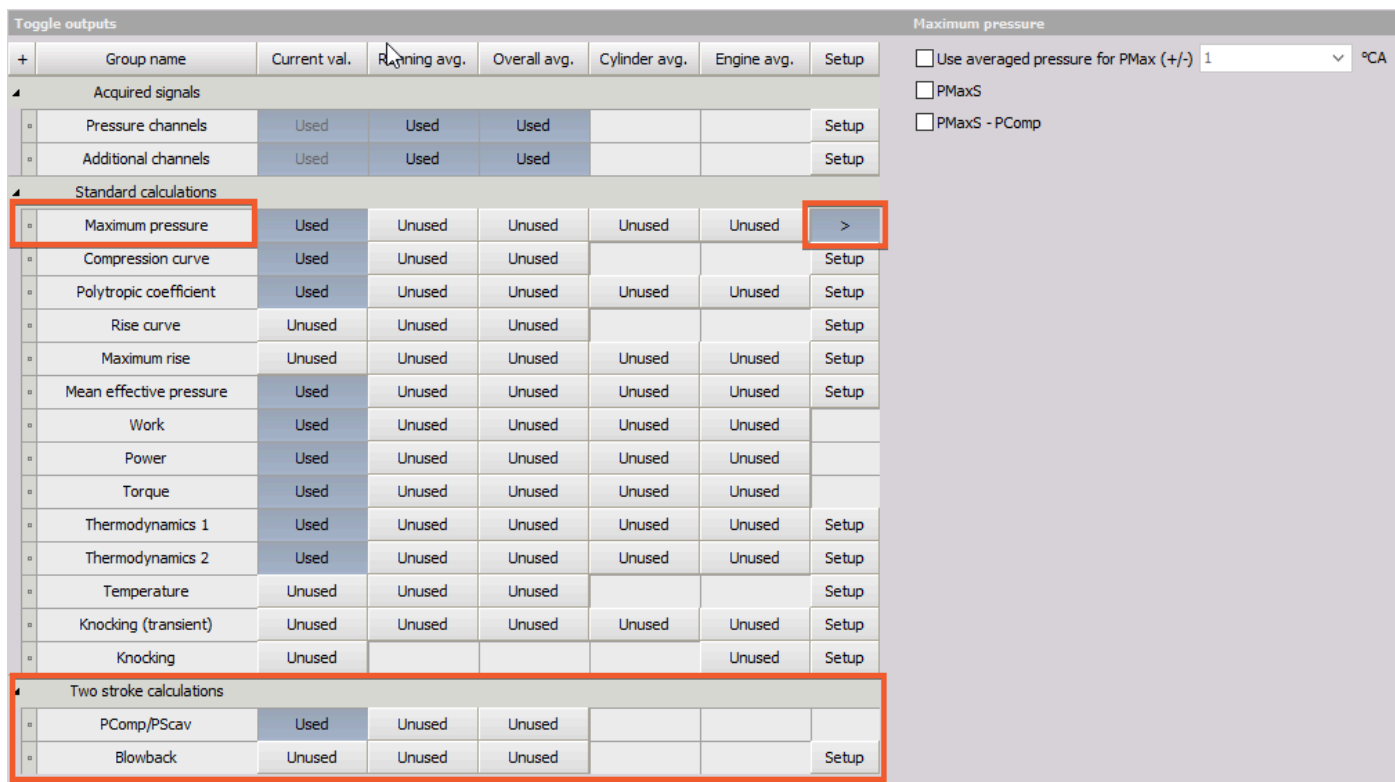 Toggle outputs
+ Group name Current val. Running avg. Overall avg. Cylinder avg. Engine avg. Setup
Acquired signals
Pressure channels Used Used Used Setup
Additional channels Used Used Used Setup
Standard calculations
Maximum pressure Used Unused Unused Unused Unused >
Compression curve Used Unused Unused Setup
Polytropic coefficient Used Unused Unused Unused Unused Setup
Rise curve Unused Unused Unused Setup
Maximum rise Unused Unused Unused Unused Unused Setup
Mean effective pressure Used Unused Unused Unused Unused Setup
Work Used Unused Unused Unused Unused
Power Used Unused Unused Unused Unused
Torque Used Unused Unused Unused Unused
Thermodynamics 1 Used Unused Unused Unused Unused Setup
Thermodynamics 2 Used Unused Unused Unused Unused Setup
Temperature Unused Unused Unused Setup
Knocking (transient) Unused Unused Unused Unused Unused Setup
Knocking Unused Unused Setup
Two stroke calculations
PComp/PScav Used Unused Unused
Blowback Unused Unused Unused Setup
Maximum pressure
Use averaged pressure for PMax (+/-) 1 ºCA
PMaxS
PMaxS - PComp